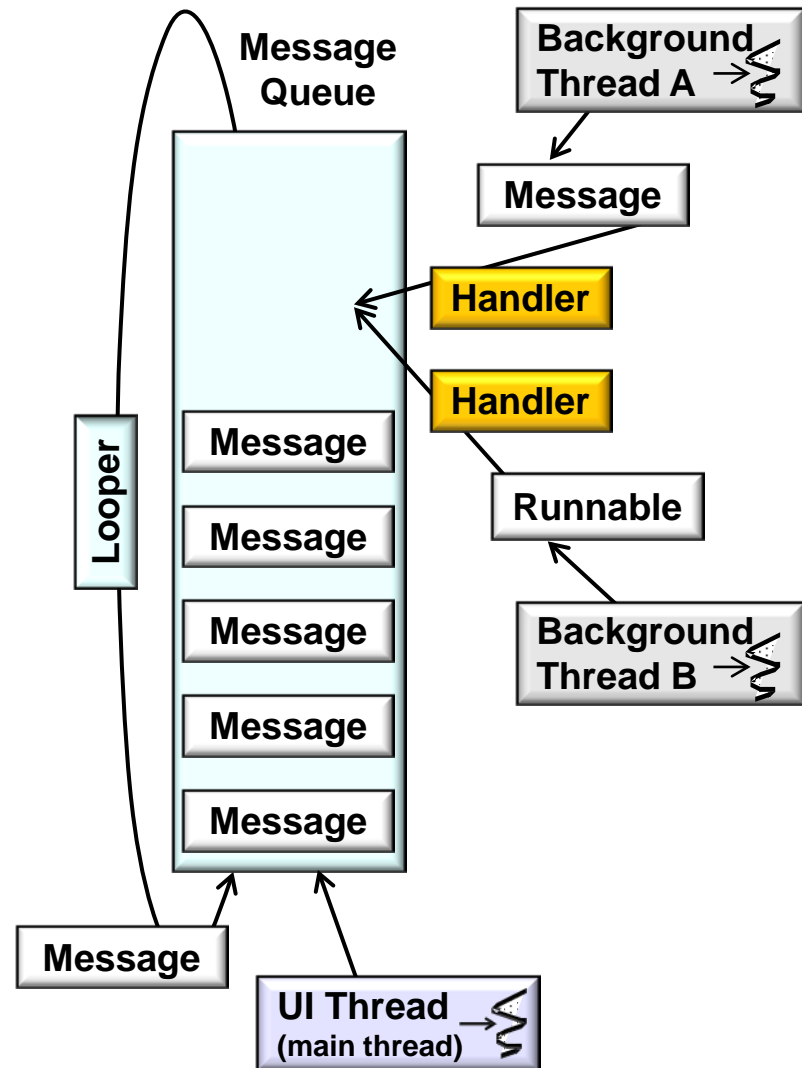 Message
Queue
Background
Thread A
Message
Handler
Handler
Message
Looper
Runnable
Message
Message
Background
Thread B
Message
Message
Message
UI Thread
(main thread)